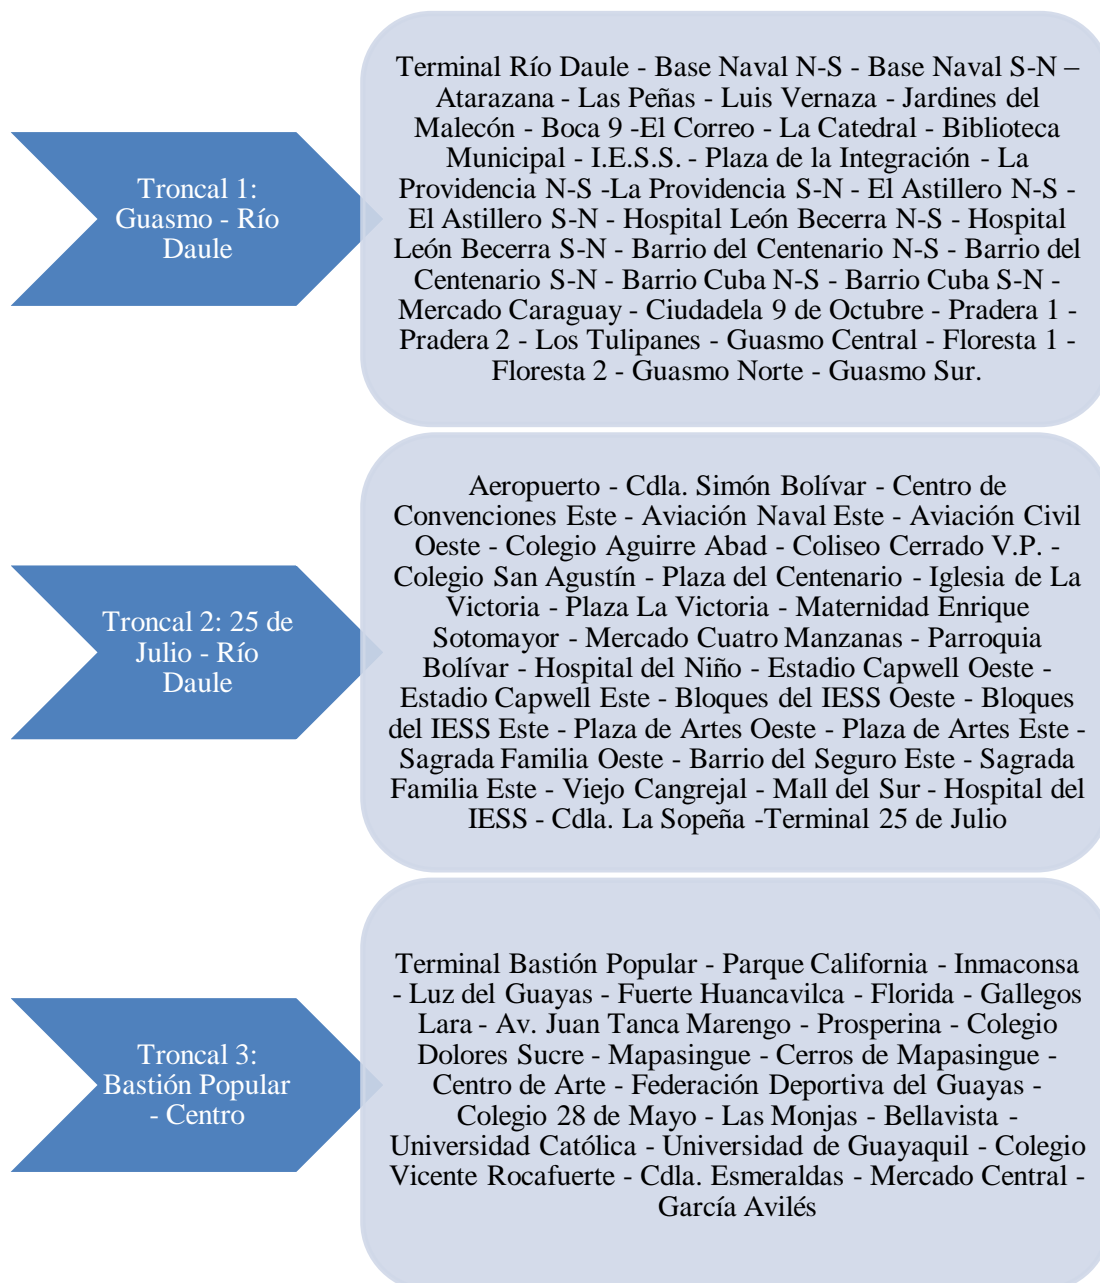 Troncal 1:
Guasmo - Río
Daule
Terminal Río Daule - Base Naval N-S - Base Naval S-N –
Atarazana - Las Peñas - Luis Vernaza - Jardines del
Malecón - Boca 9 -El Correo - La Catedral - Biblioteca
Municipal - I.E.S.S. - Plaza de la Integración - La
Providencia N-S -La Providencia S-N - El Astillero N-S -
El Astillero S-N - Hospital León Becerra N-S - Hospital
León Becerra S-N - Barrio del Centenario N-S - Barrio del
Centenario S-N - Barrio Cuba N-S - Barrio Cuba S-N -
Mercado Caraguay - Ciudadela 9 de Octubre - Pradera 1 -
Pradera 2 - Los Tulipanes - Guasmo Central - Floresta 1 -
Floresta 2 - Guasmo Norte - Guasmo Sur.
Troncal 2: 25 de
Julio - Río
Daule
Aeropuerto - Cdla. Simón Bolívar - Centro de
Convenciones Este - Aviación Naval Este - Aviación Civil
Oeste - Colegio Aguirre Abad - Coliseo Cerrado V.P. -
Colegio San Agustín - Plaza del Centenario - Iglesia de La
Victoria - Plaza La Victoria - Maternidad Enrique
Sotomayor - Mercado Cuatro Manzanas - Parroquia
Bolívar - Hospital del Niño - Estadio Capwell Oeste -
Estadio Capwell Este - Bloques del IESS Oeste - Bloques
del IESS Este - Plaza de Artes Oeste - Plaza de Artes Este -
Sagrada Familia Oeste - Barrio del Seguro Este - Sagrada
Familia Este - Viejo Cangrejal - Mall del Sur - Hospital del
IESS - Cdla. La Sopeña -Terminal 25 de Julio
Troncal 3:
Bastión Popular
- Centro
Terminal Bastión Popular - Parque California - Inmaconsa
- Luz del Guayas - Fuerte Huancavilca - Florida - Gallegos
Lara - Av. Juan Tanca Marengo - Prosperina - Colegio
Dolores Sucre - Mapasingue - Cerros de Mapasingue -
Centro de Arte - Federación Deportiva del Guayas -
Colegio 28 de Mayo - Las Monjas - Bellavista -
Universidad Católica - Universidad de Guayaquil - Colegio
Vicente Rocafuerte - Cdla. Esmeraldas - Mercado Central -
García Avilés